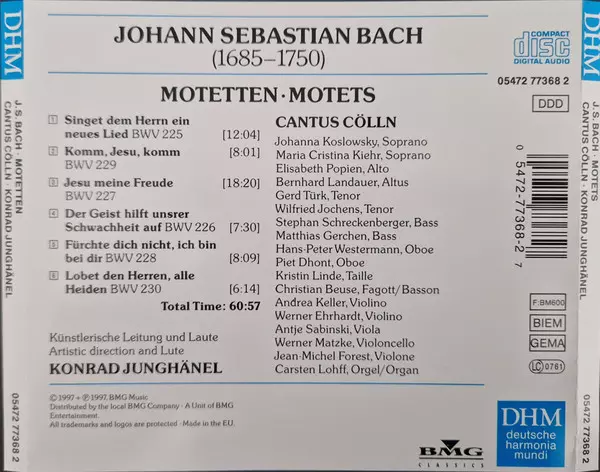 DHM
J.S. BACH · MOTETTEN
CANTUS CÖLLN · KONRAD JUNGHÄNEL
05472 77368 2
JOHANN SEBASTIAN BACH
(1685–1750)
COMPACT
disc
DIGITAL AUDIO
05472 77368 2
DDD
MOTETTEN · MOTETS
1 Singet dem Herrn ein
neues Lied BWV 225 [12:04]
2 Komm, Jesu, komm [8:01]
BWV 229
3 Jesu meine Freude [18:20]
BWV 227
4 Der Geist hilft unsrer
Schwachheit auf BWV 226 [7:30]
5 Fürchte dich nicht, ich bin
bei dir BWV 228 [8:09]
6 Lobet den Herren, alle
Heiden BWV 230 [6:14]
Total Time: 60:57
Künstlerische Leitung und Laute
Artistic direction and Lute
KONRAD JUNGHÄNEL
CANTUS CÖLLN
Johanna Koslowsky, Soprano
Maria Cristina Kiehr, Soprano
Elisabeth Popien, Alto
Bernhard Landauer, Altus
Gerd Türk, Tenor
Wilfried Jochens, Tenor
Stephan Schreckenberger, Bass
Matthias Gerchen, Bass
Hans-Peter Westermann, Oboe
Piet Dhont, Oboe
Kristin Linde, Taille
Christian Beuse, Fagott/Basson
Andrea Keller, Violino
Werner Ehrhardt, Violino
Antje Sabinski, Viola
Werner Matzke, Violoncello
Jean-Michel Forest, Violone
Carsten Lohff, Orgel/Organ
0 5472-77368-2 7
F:BM600
BIEM
GEMA
LC 0761
© 1997 + ℗ 1997, BMG Music
Distributed by the local BMG Company · A Unit of BMG
Entertainment.
All trademarks and logos are protected · Made in the EU.
BMG
CLASSICS
DHM
deutsche
harmonia
mundi
DHM
J.S. BACH · MOTETTEN
CANTUS CÖLLN · KONRAD JUNGHÄNEL
05472 77368 2